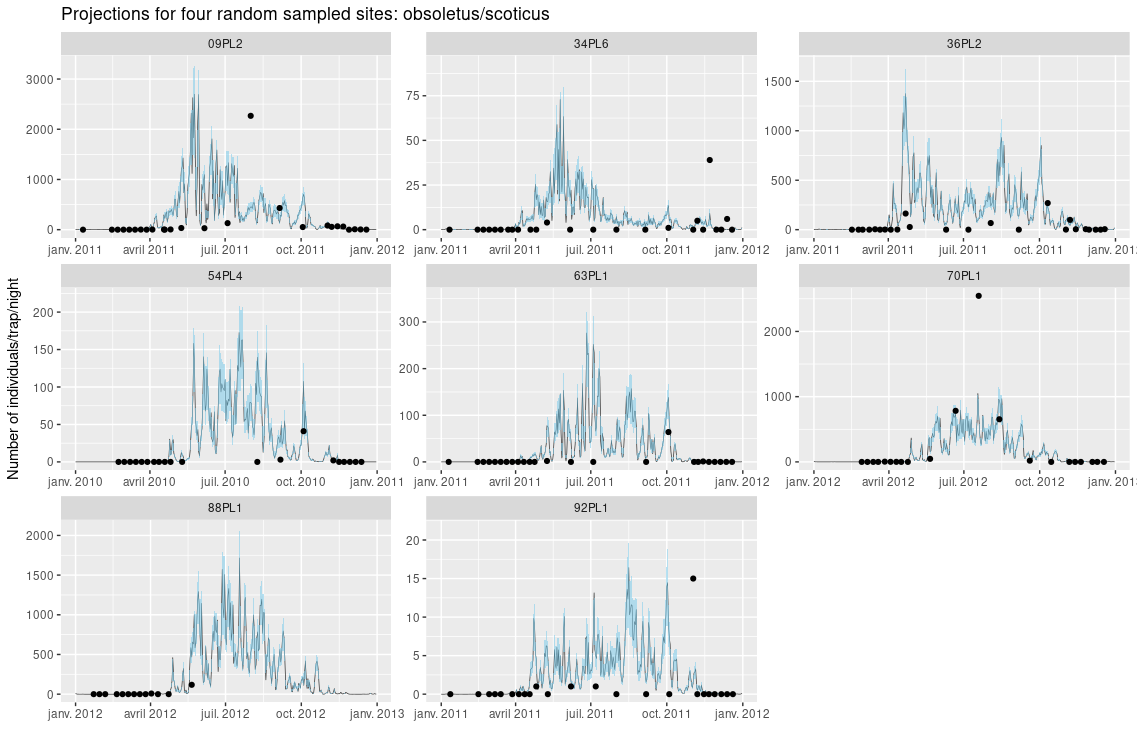 Projections for four random sampled sites: obsoletus/scoticus
Number of individuals/trap/night
09PL2
3000
2000
1000
0
janv. 2011 avril 2011 juil. 2011 oct. 2011 janv. 2012
34PL6
75
50
25
0
janv. 2011 avril 2011 juil. 2011 oct. 2011 janv. 2012
36PL2
1500
1000
500
0
janv. 2011 avril 2011 juil. 2011 oct. 2011 janv. 201
54PL4
200
150
100
50
0
janv. 2010 avril 2010 juil. 2010 oct. 2010 janv. 2011
63PL1
300
200
100
0
janv. 2011 avril 2011 juil. 2011 oct. 2011 janv. 2012
70PL1
2000
1000
0
janv. 2012 avril 2012 juil. 2012 oct. 2012 janv. 201
88PL1
2000
1500
1000
500
0
janv. 2012 avril 2012 juil. 2012 oct. 2012 janv. 2013
92PL1
20
15
10
5
0
janv. 2011 avril 2011 juil. 2011 oct. 2011 janv. 2012